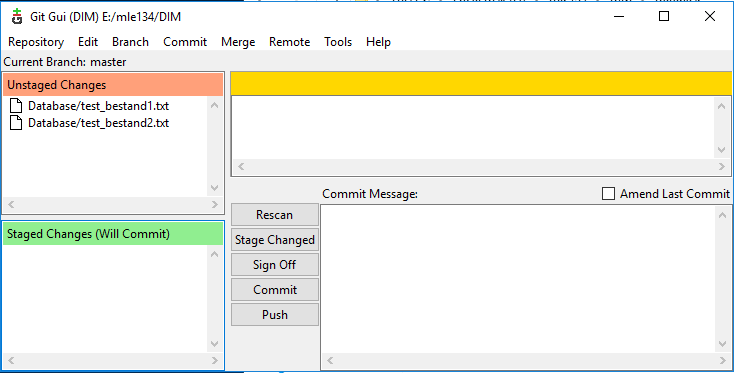 Git Gui (DIM) E:/mle134/DIM
Repository Edit Branch Commit Merge Remote Tools Help
Current Branch: master
Unstaged Changes
Database/test_bestand1.txt
Database/test_bestand2.txt
Staged Changes (Will Commit)
Commit Message:
Amend Last Commit
Rescan
Stage Changed
Sign Off
Commit
Push